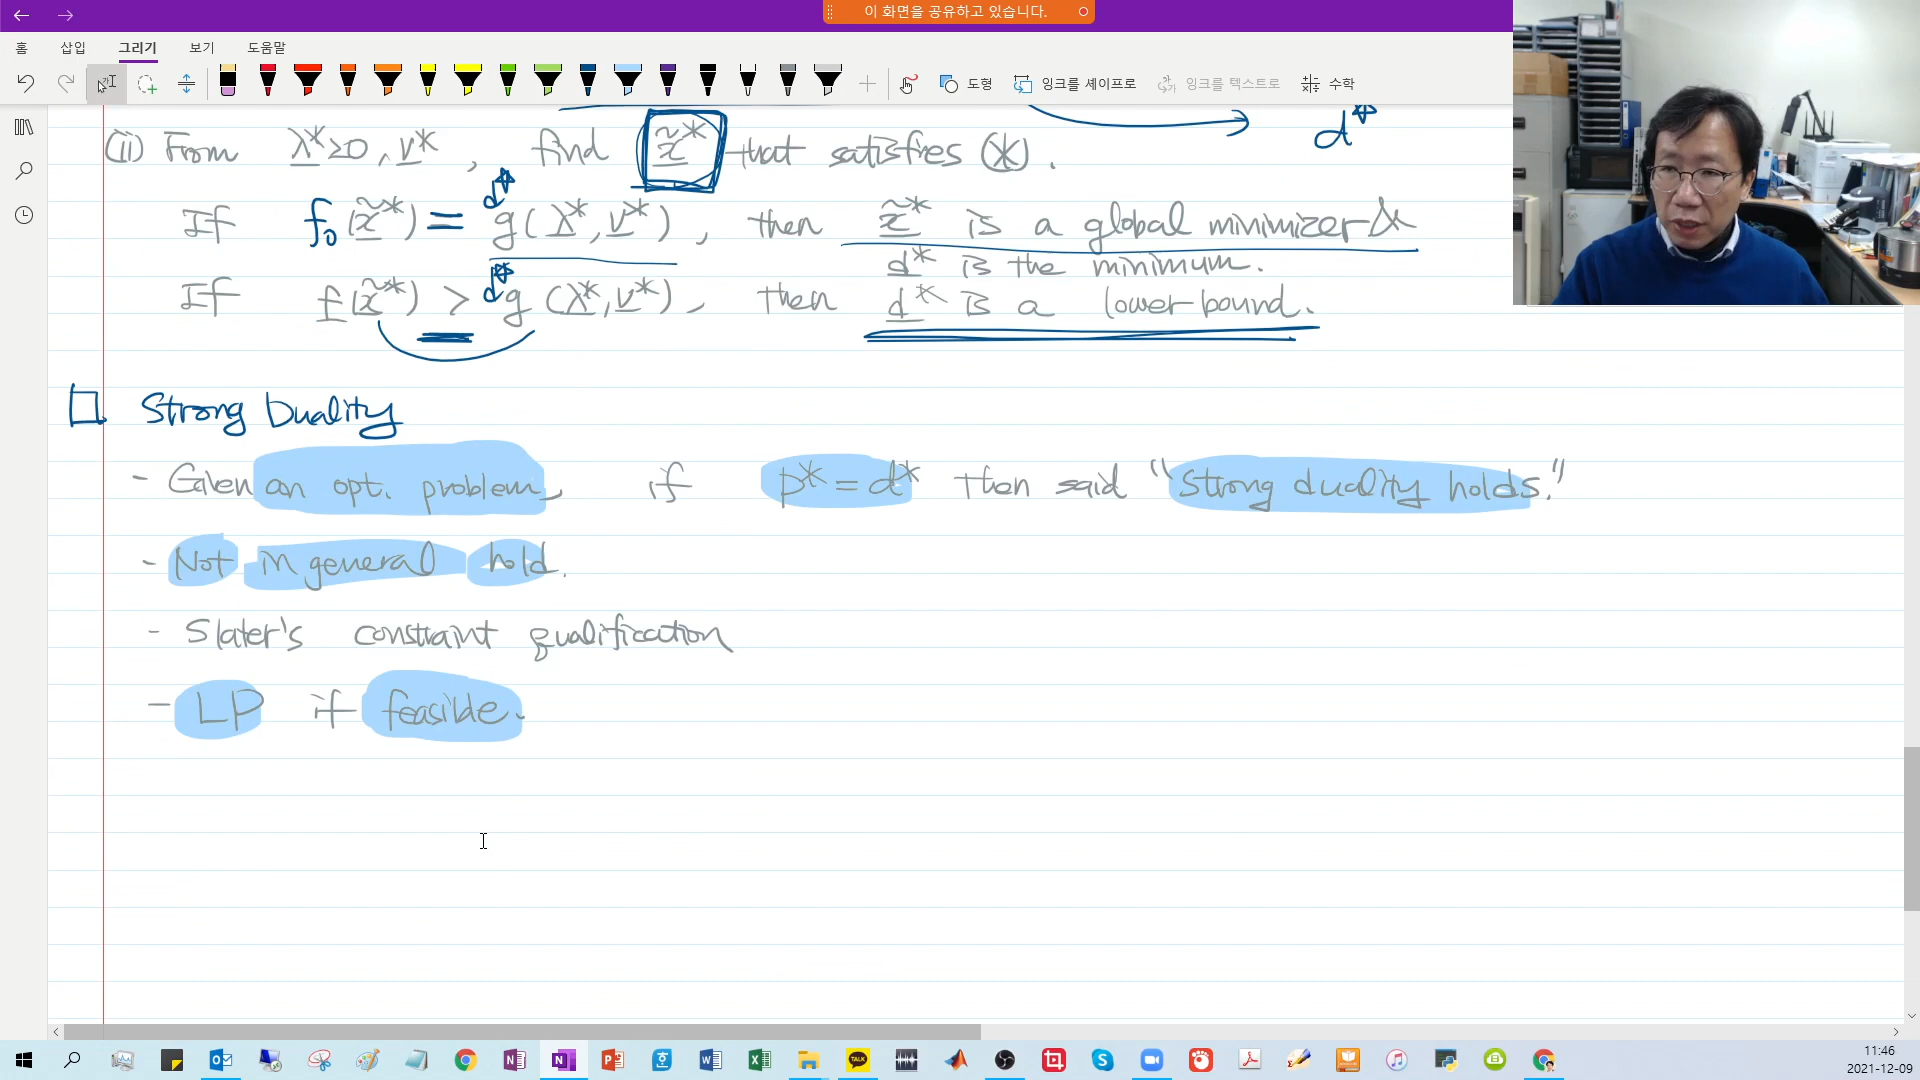 이 화면을 공유하고 있습니다.
홈 삽입 그리기 보기 도움말
도형 잉크를 셰이프로 잉크를 텍스트로 수학
d*
(ii) From λ*≥0, ν*, find x̃* that satisfies (*).
d*
If f₀(x̃*) = g(λ*, ν*), then x̃* is a global minimizer &
d* is the minimum.
d*
If f(x̃*) > g(λ*, ν*), then d* is a lower bound.
□ Strong Duality
- Given an opt. problem, if p* = d* then said "Strong duality holds."
- Not in general hold.
- Slater's constraint qualification
- LP if feasible.
11:46
2021-12-09